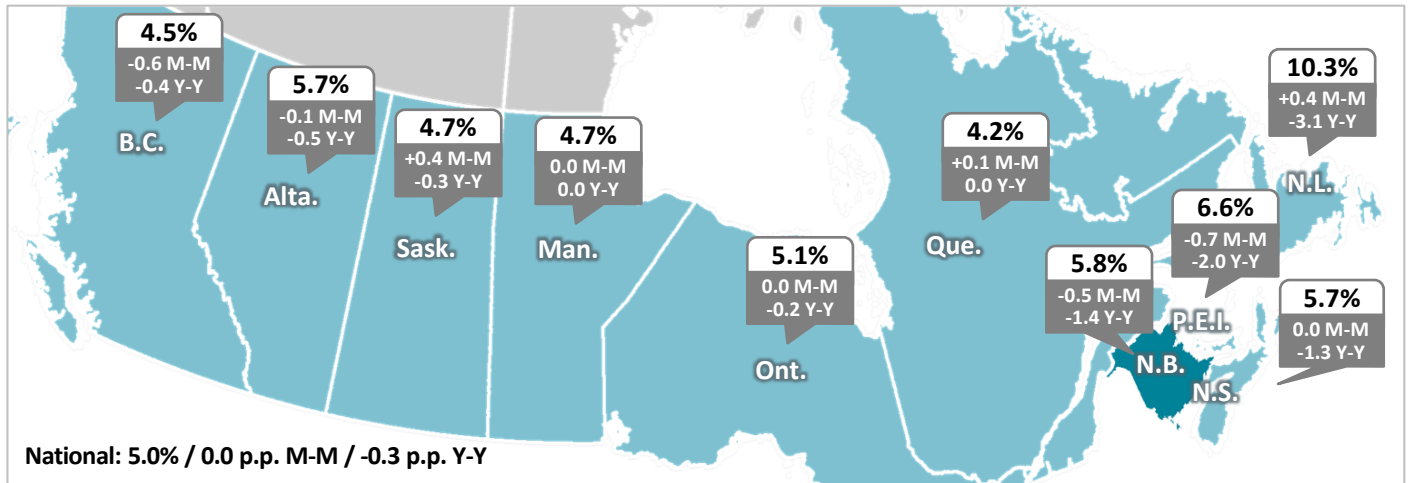 4.5%
-0.6 M-M
-0.4 Y-Y
B.C.
5.7%
-0.1 M-M
-0.5 Y-Y
Alta.
4.7%
+0.4 M-M
-0.3 Y-Y
Sask.
4.7%
0.0 M-M
0.0 Y-Y
Man.
5.1%
0.0 M-M
-0.2 Y-Y
Ont.
4.2%
+0.1 M-M
0.0 Y-Y
Que.
10.3%
+0.4 M-M
-3.1 Y-Y
N.L.
6.6%
-0.7 M-M
-2.0 Y-Y
P.E.I.
5.8%
-0.5 M-M
-1.4 Y-Y
N.B.
5.7%
0.0 M-M
-1.3 Y-Y
N.S.
National: 5.0% / 0.0 p.p. M-M / -0.3 p.p. Y-Y